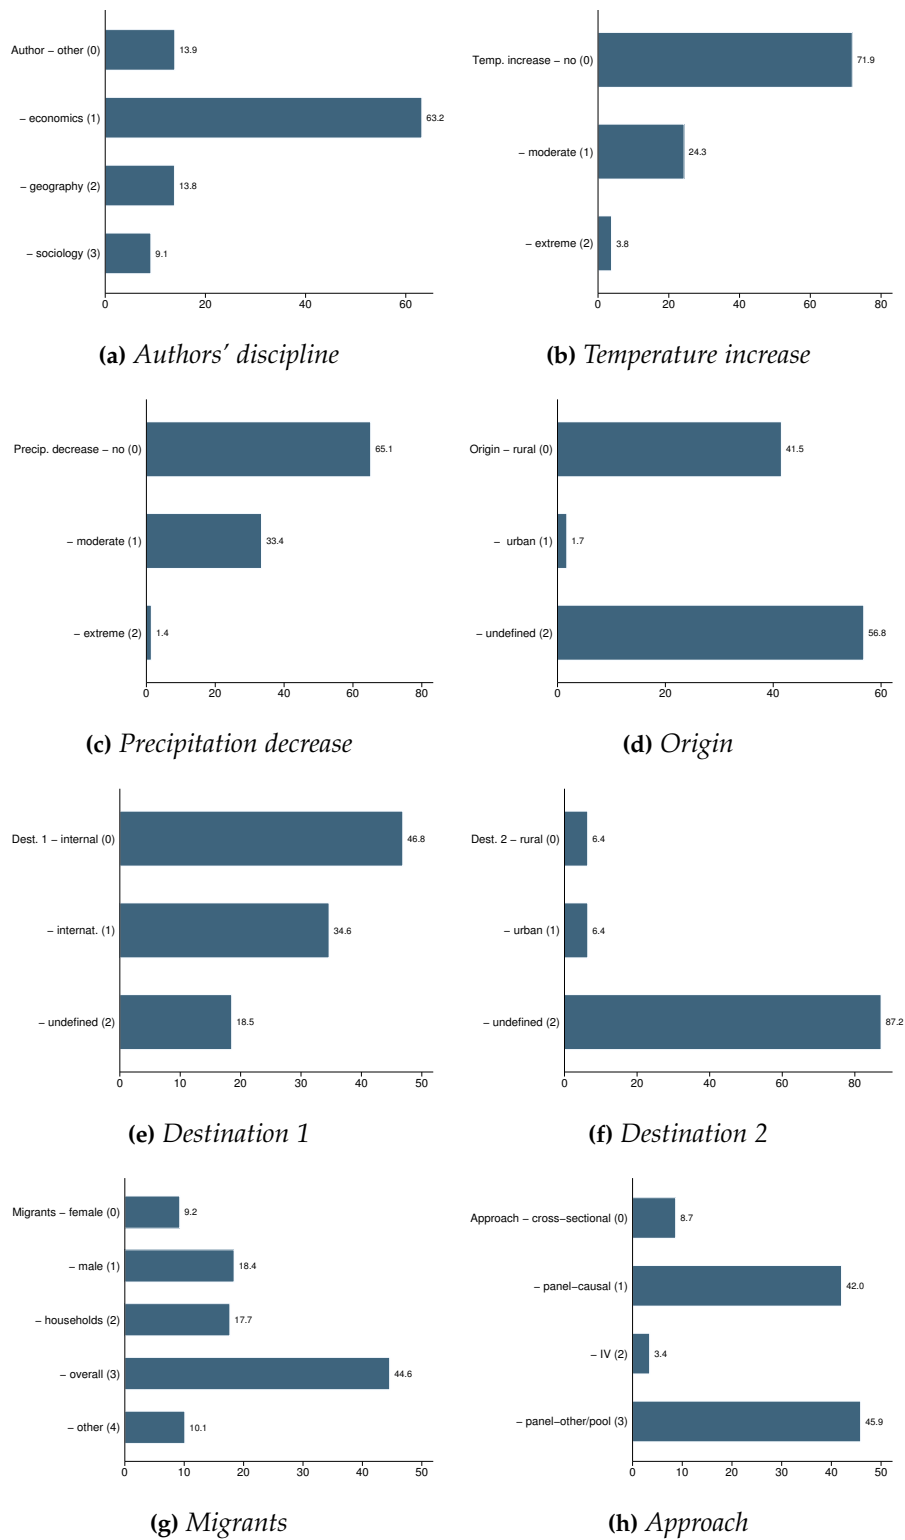 Author − other (0)
13.9
− economics (1)
63.2
− geography (2)
13.8
− sociology (3)
9.1
0 20 40 60
(a) Authors' discipline
Temp. increase − no (0)
71.9
− moderate (1)
24.3
− extreme (2)
3.8
0 20 40 60 80
(b) Temperature increase
Precip. decrease − no (0)
65.1
− moderate (1)
33.4
− extreme (2)
1.4
0 20 40 60 80
(c) Precipitation decrease
Origin − rural (0)
41.5
− urban (1)
1.7
− undefined (2)
56.8
0 20 40 60
(d) Origin
Dest. 1 − internal (0)
46.8
− internat. (1)
34.6
− undefined (2)
18.5
0 10 20 30 40 50
(e) Destination 1
Dest. 2 − rural (0)
6.4
− urban (1)
6.4
− undefined (2)
87.2
0 20 40 60 80
(f) Destination 2
Migrants − female (0)
9.2
− male (1)
18.4
− households (2)
17.7
− overall (3)
44.6
− other (4)
10.1
0 10 20 30 40 50
(g) Migrants
Approach − cross−sectional (0)
8.7
− panel−causal (1)
42.0
− IV (2)
3.4
− panel−other/pool (3)
45.9
0 10 20 30 40 50
(h) Approach